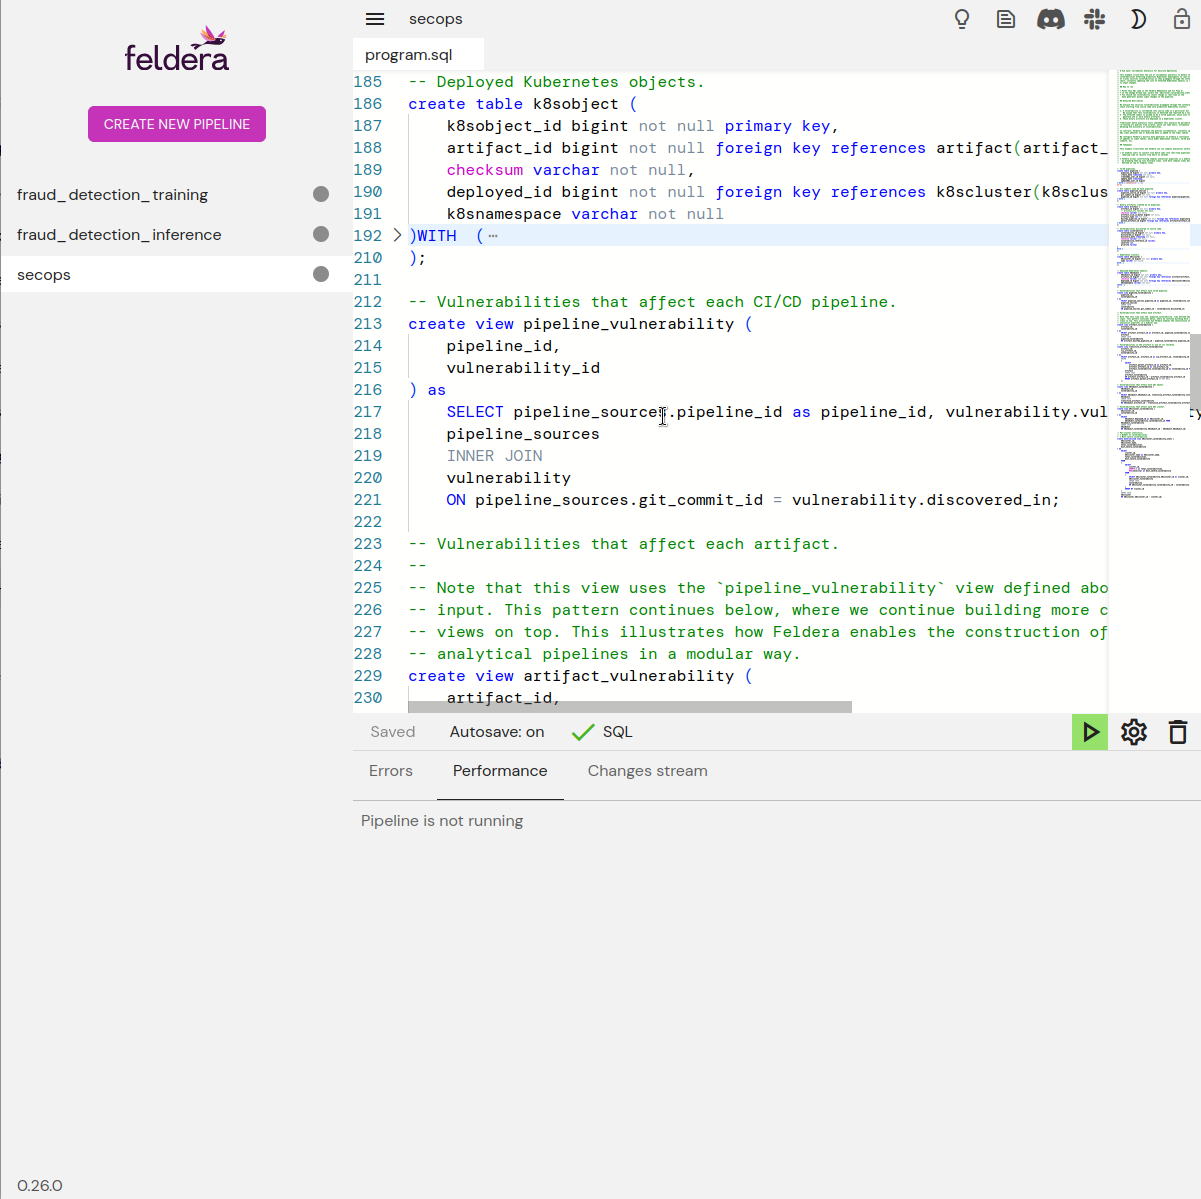 feldera
CREATE NEW PIPELINE
fraud_detection_training
fraud_detection_inference
secops
0.26.0
secops
program.sql
185 -- Deployed Kubernetes objects.
186 create table k8sobject (
187 k8sobject_id bigint not null primary key,
188 artifact_id bigint not null foreign key references artifact(artifact_
189 checksum varchar not null,
190 deployed_id bigint not null foreign key references k8scluster(k8sclus
191 k8snamespace varchar not null
192 )WITH (⋯
210 );
211
212 -- Vulnerabilities that affect each CI/CD pipeline.
213 create view pipeline_vulnerability (
214 pipeline_id,
215 vulnerability_id
216 ) as
217 SELECT pipeline_sources.pipeline_id as pipeline_id, vulnerability.vul
218 pipeline_sources
219 INNER JOIN
220 vulnerability
221 ON pipeline_sources.git_commit_id = vulnerability.discovered_in;
222
223 -- Vulnerabilities that affect each artifact.
224 --
225 -- Note that this view uses the `pipeline_vulnerability` view defined abo
226 -- input. This pattern continues below, where we continue building more c
227 -- views on top. This illustrates how Feldera enables the construction of
228 -- analytical pipelines in a modular way.
229 create view artifact_vulnerability (
230 artifact_id,
Saved Autosave: on SQL
Errors Performance Changes stream
Pipeline is not running